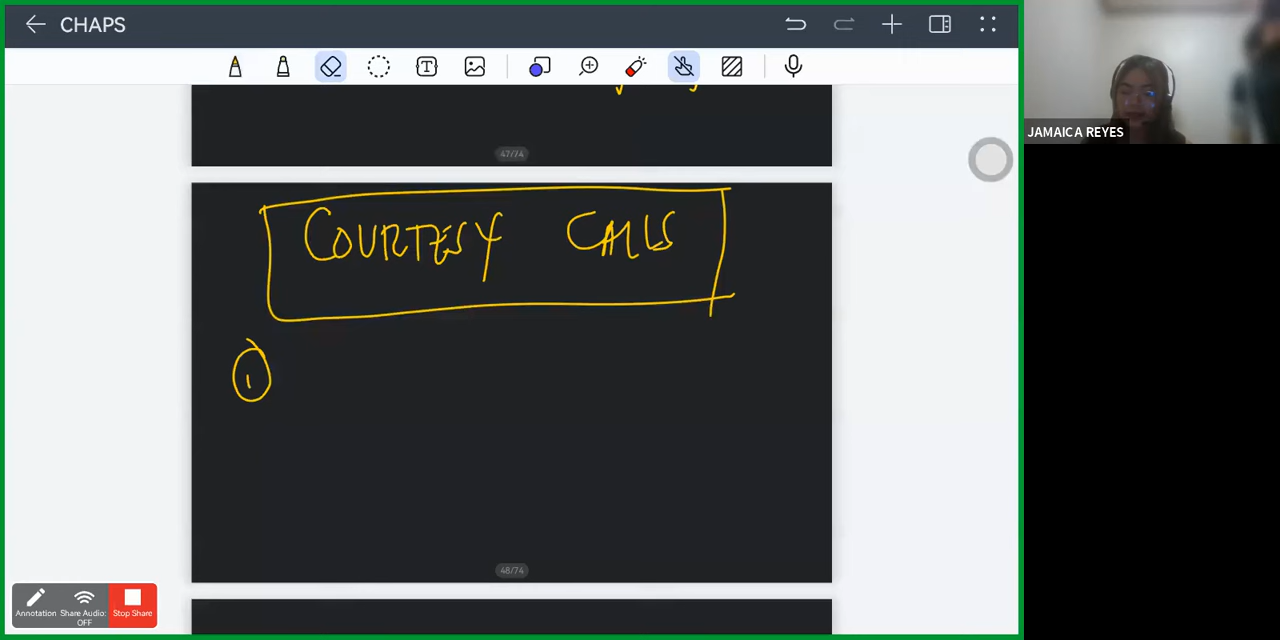 CHAPS
47/74
COURTESY CALLS
1
48/74
Annotation
Share Audio:
OFF
Stop Share
JAMAICA REYES